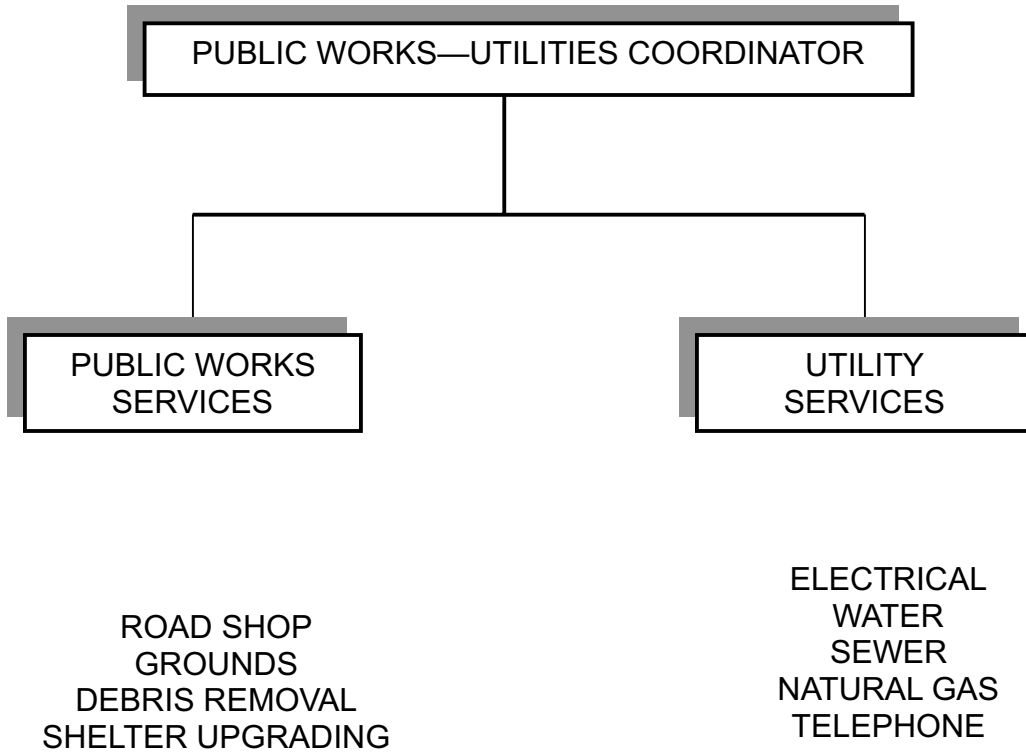 PUBLIC WORKS—UTILITIES COORDINATOR
PUBLIC WORKS
SERVICES
UTILITY
SERVICES
ROAD SHOP
GROUNDS
DEBRIS REMOVAL
SHELTER UPGRADING
ELECTRICAL
WATER
SEWER
NATURAL GAS
TELEPHONE